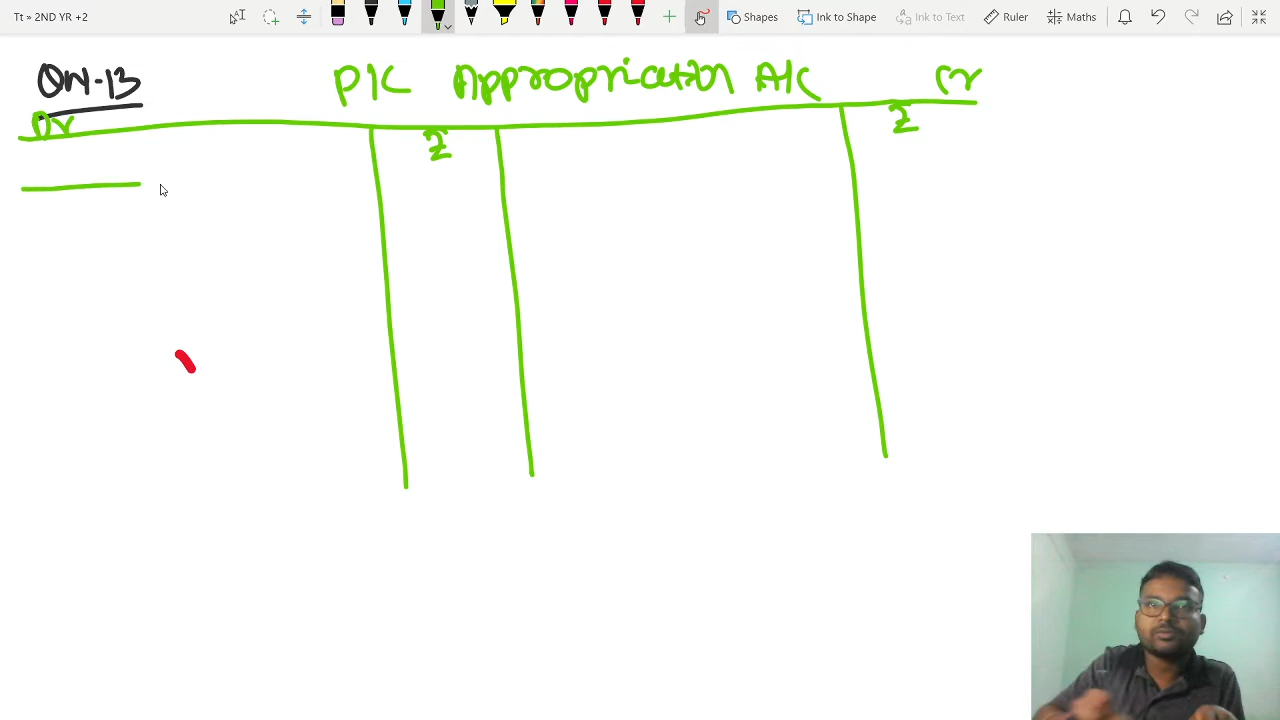 Tt » 2ND YR +2
Shapes
Ink to Shape
Ink to Text
Ruler
Maths
QN-13
P/L Appropriation A/C
Dr
Cr
₹
₹